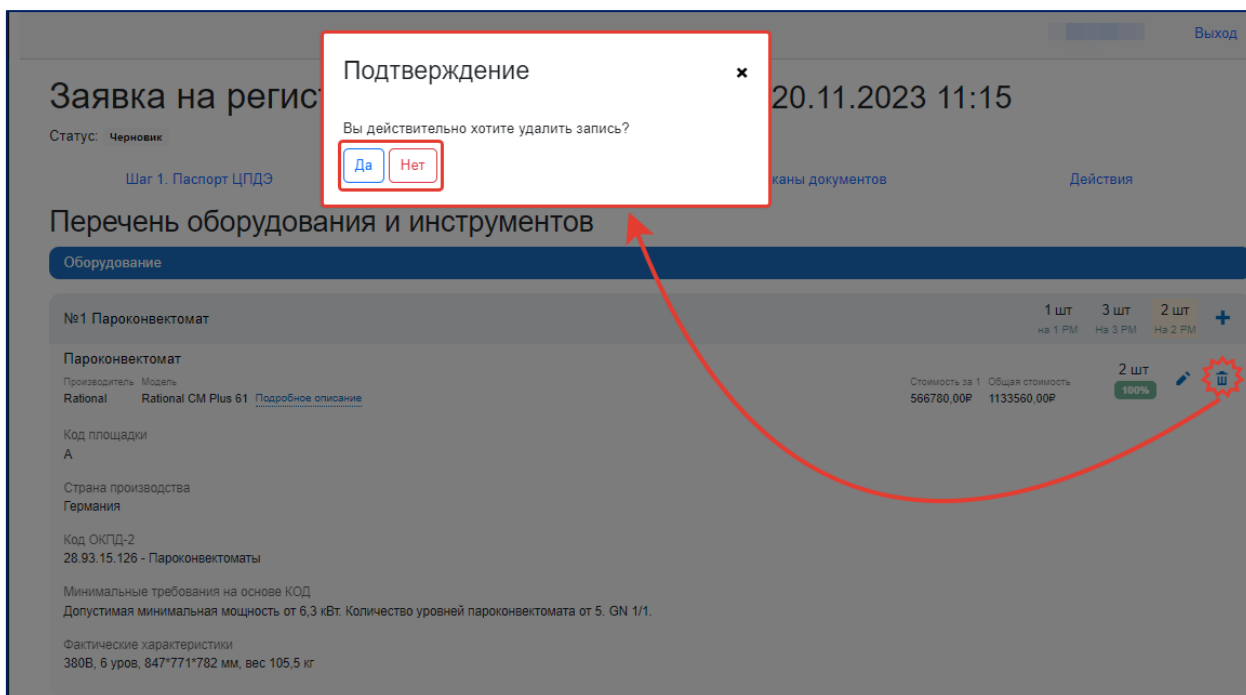 Выход
Заявка на регис
20.11.2023 11:15
Статус: Черновик
Подтверждение ×
Вы действительно хотите удалить запись?
Да Нет
Шаг 1. Паспорт ЦПДЭ
каны документов
Действия
Перечень оборудования и инструментов
Оборудование
№1 Пароконвектомат
1 шт 3 шт 2 шт +
на 1 РМ На 3 РМ На 2 РМ
Пароконвектомат
Производитель Модель Стоимость за 1 Общая стоимость 2 шт
Rational Rational CM Plus 61 Подробное описание 566780,00₽ 1133560,00₽ 100%
Код площадки
А
Страна производства
Германия
Код ОКПД-2
28.93.15.126 - Пароконвектоматы
Минимальные требования на основе КОД
Допустимая минимальная мощность от 6,3 кВт. Количество уровней пароконвектомата от 5. GN 1/1.
Фактические характеристики
380В, 6 уров, 847*771*782 мм, вес 105,5 кг